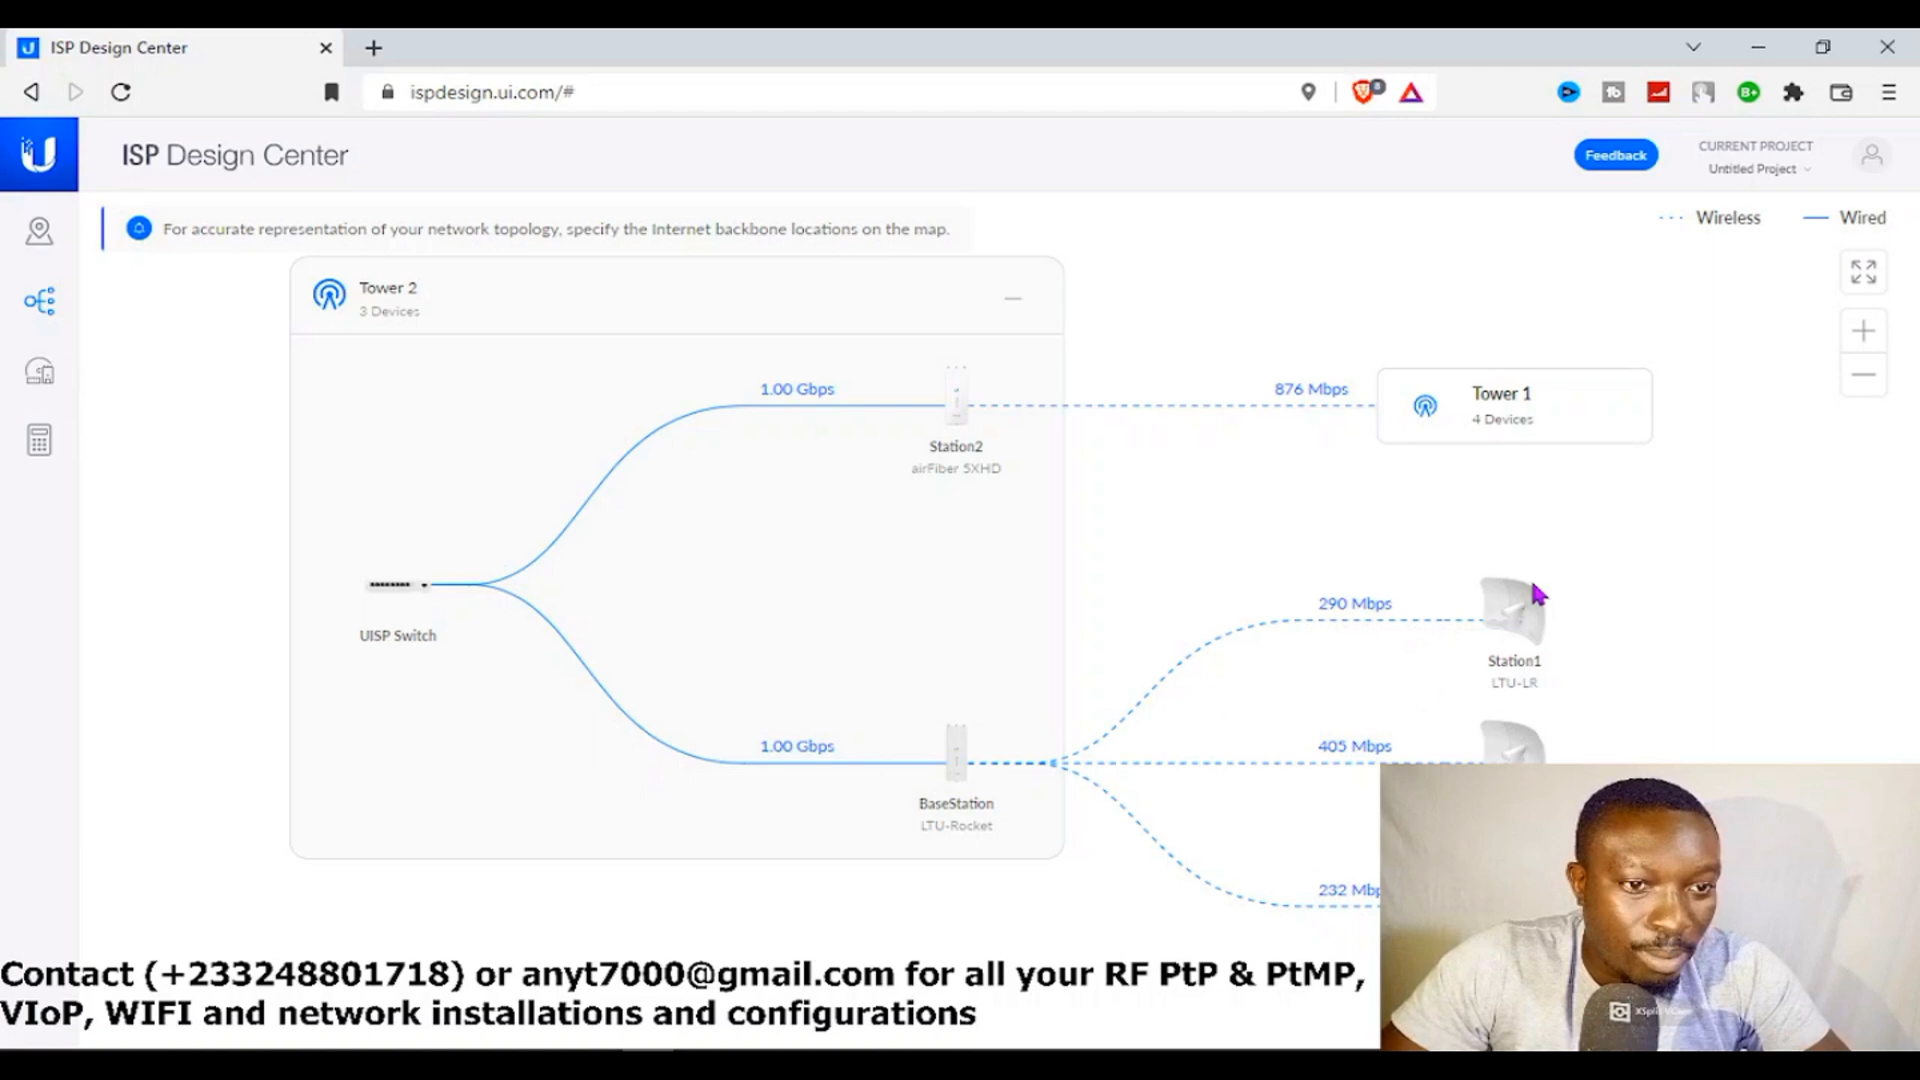 ISP Design Center
ispdesign.ui.com/#
ISP Design Center
Feedback
CURRENT PROJECT
Untitled Project
For accurate representation of your network topology, specify the Internet backbone locations on the map.
Wireless
Wired
Tower 2
3 Devices
1.00 Gbps
876 Mbps
Tower 1
4 Devices
Station2
airFiber 5XHD
UISP Switch
290 Mbps
Station1
LTU-LR
1.00 Gbps
405 Mbps
BaseStation
LTU-Rocket
232 Mbp
Contact (+233248801718) or anyt7000@gmail.com for all your RF PtP & PtMP,
VIoP, WIFI and network installations and configurations